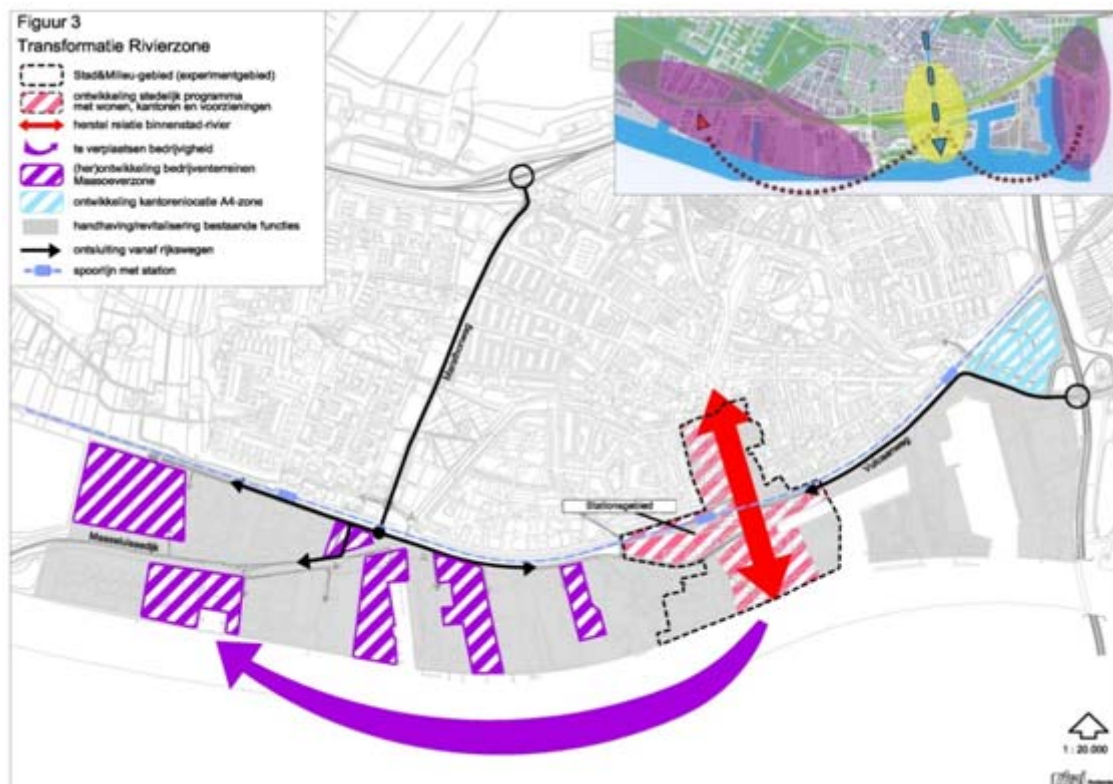 Figuur 3
Transformatie Rivierzone
Stad&Milieu-gebied (experimentgebied)
ontwikkeling stedelijk programma
met wonen, kantoren en voorzieningen
herstel relatie binnenstad-rivier
te verplaatsen bedrijvigheid
(her)ontwikkeling bedrijventerreinen
Maasoeverzone
ontwikkeling kantorenlocatie A4-zone
handhaving/revitalisering bestaande functies
ontsluiting vanaf rijkswegen
spoorlijn met station
Marathonweg
Vulcaanweg
Stationsgebied
Maassluisedijk
1 : 20.000